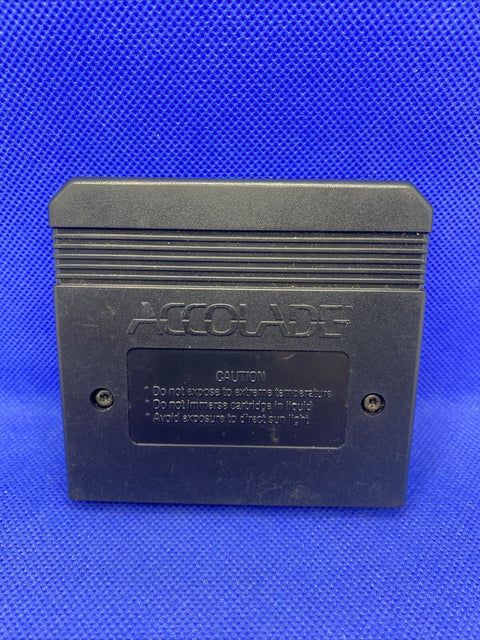 ACCOLADE
CAUTION
* Do not expose to extreme temperature
* Do not immerse cartridge in liquid
* Avoid exposure to direct sun light